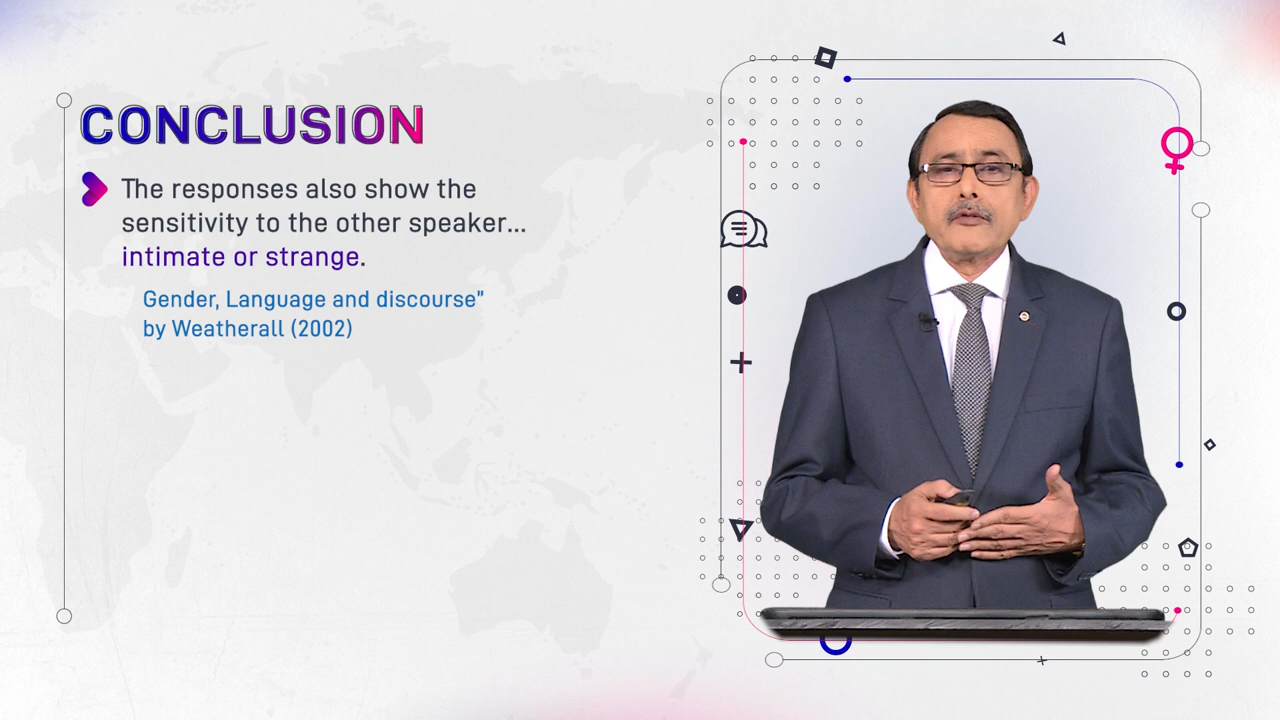 CONCLUSION
The responses also show the
sensitivity to the other speaker...
intimate or strange.
Gender, Language and discourse”
by Weatherall (2002)